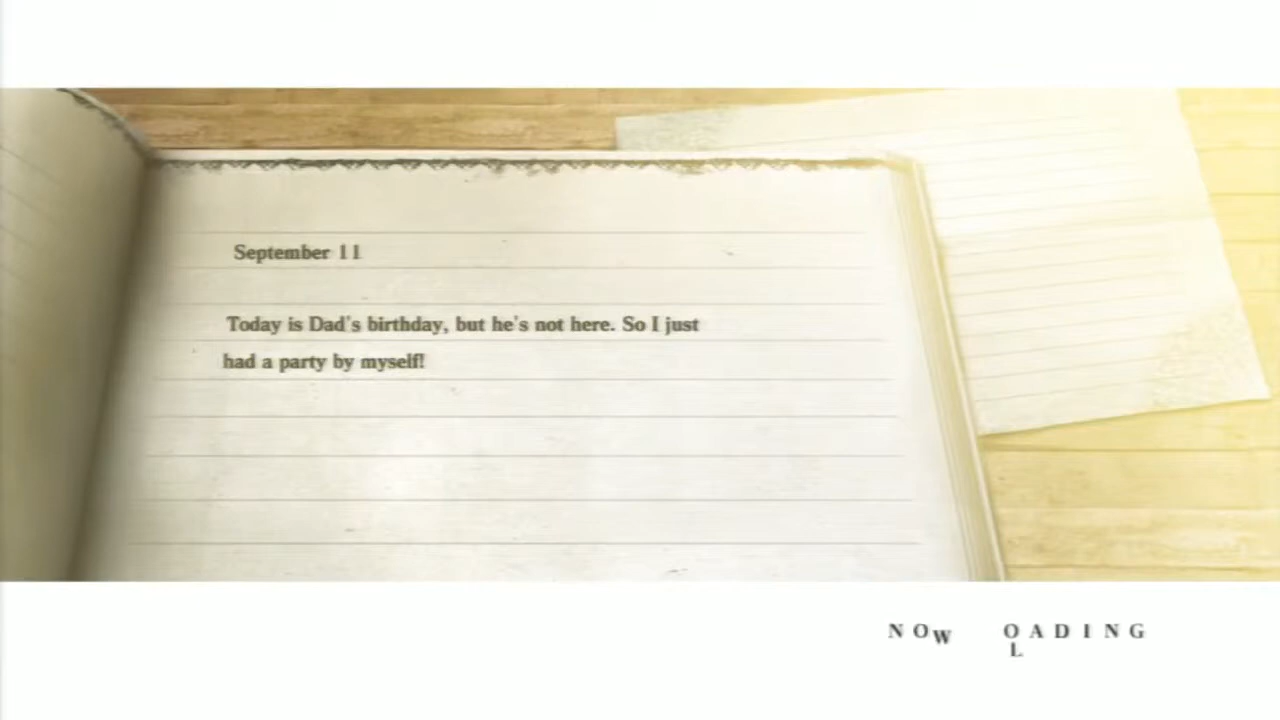 September 11
Today is Dad's birthday, but he's not here. So I just
had a party by myself!
NOW LOADING